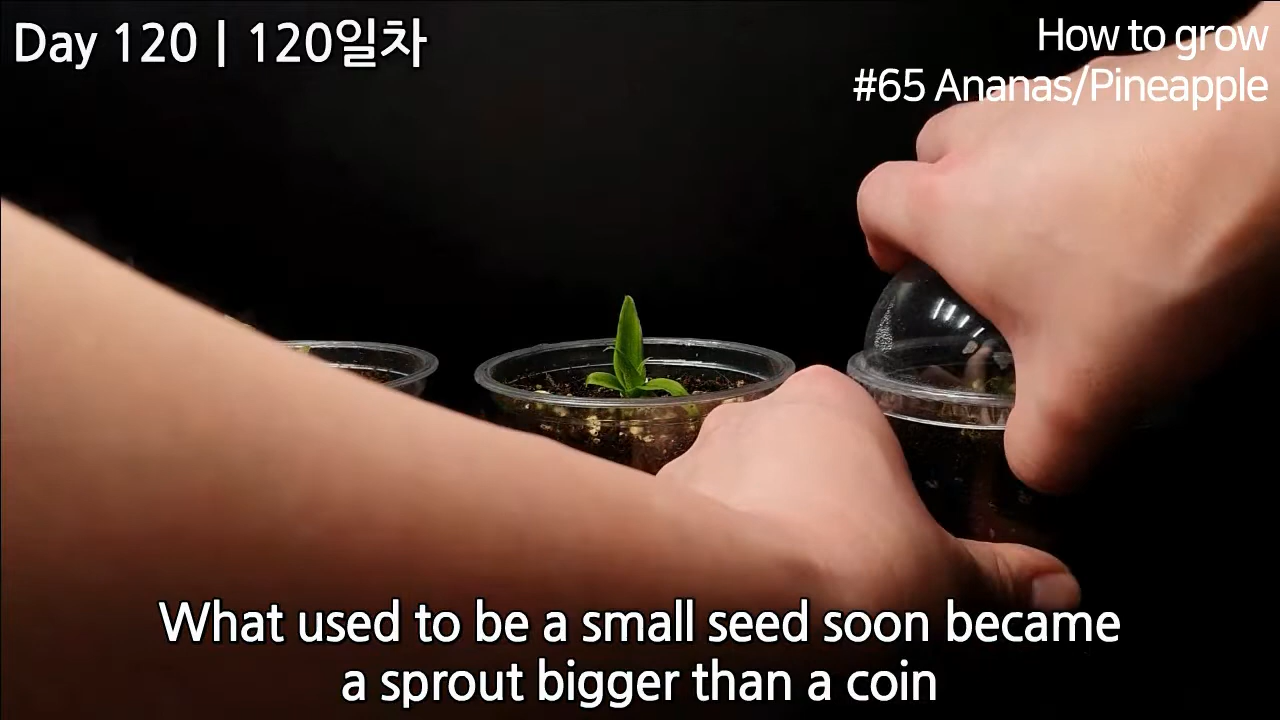 Day 120 | 120일차
How to grow
#65 Ananas/Pineapple
What used to be a small seed soon became
a sprout bigger than a coin